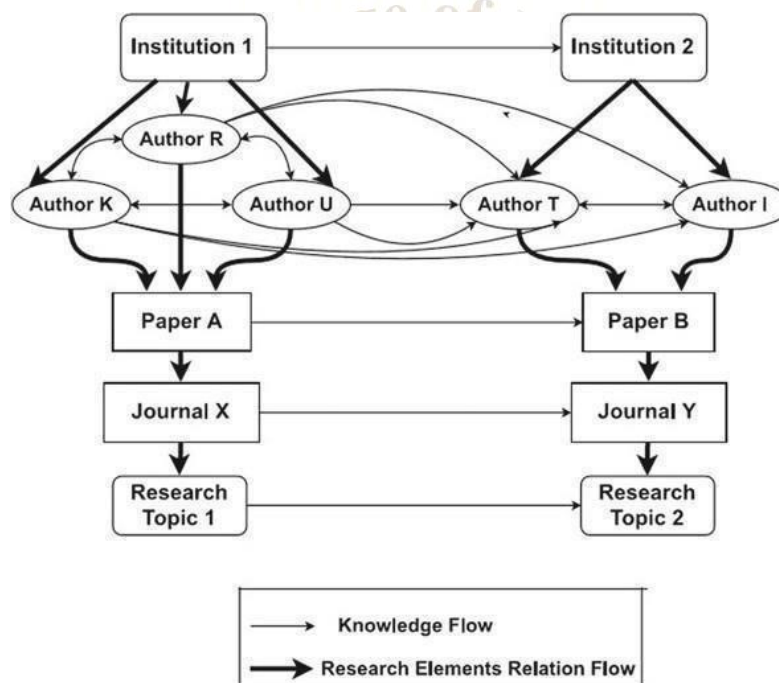 Institution 1
Institution 2
Author R
Author K
Author U
Author T
Author I
Paper A
Paper B
Journal X
Journal Y
Research
Topic 1
Research
Topic 2
Knowledge Flow
Research Elements Relation Flow